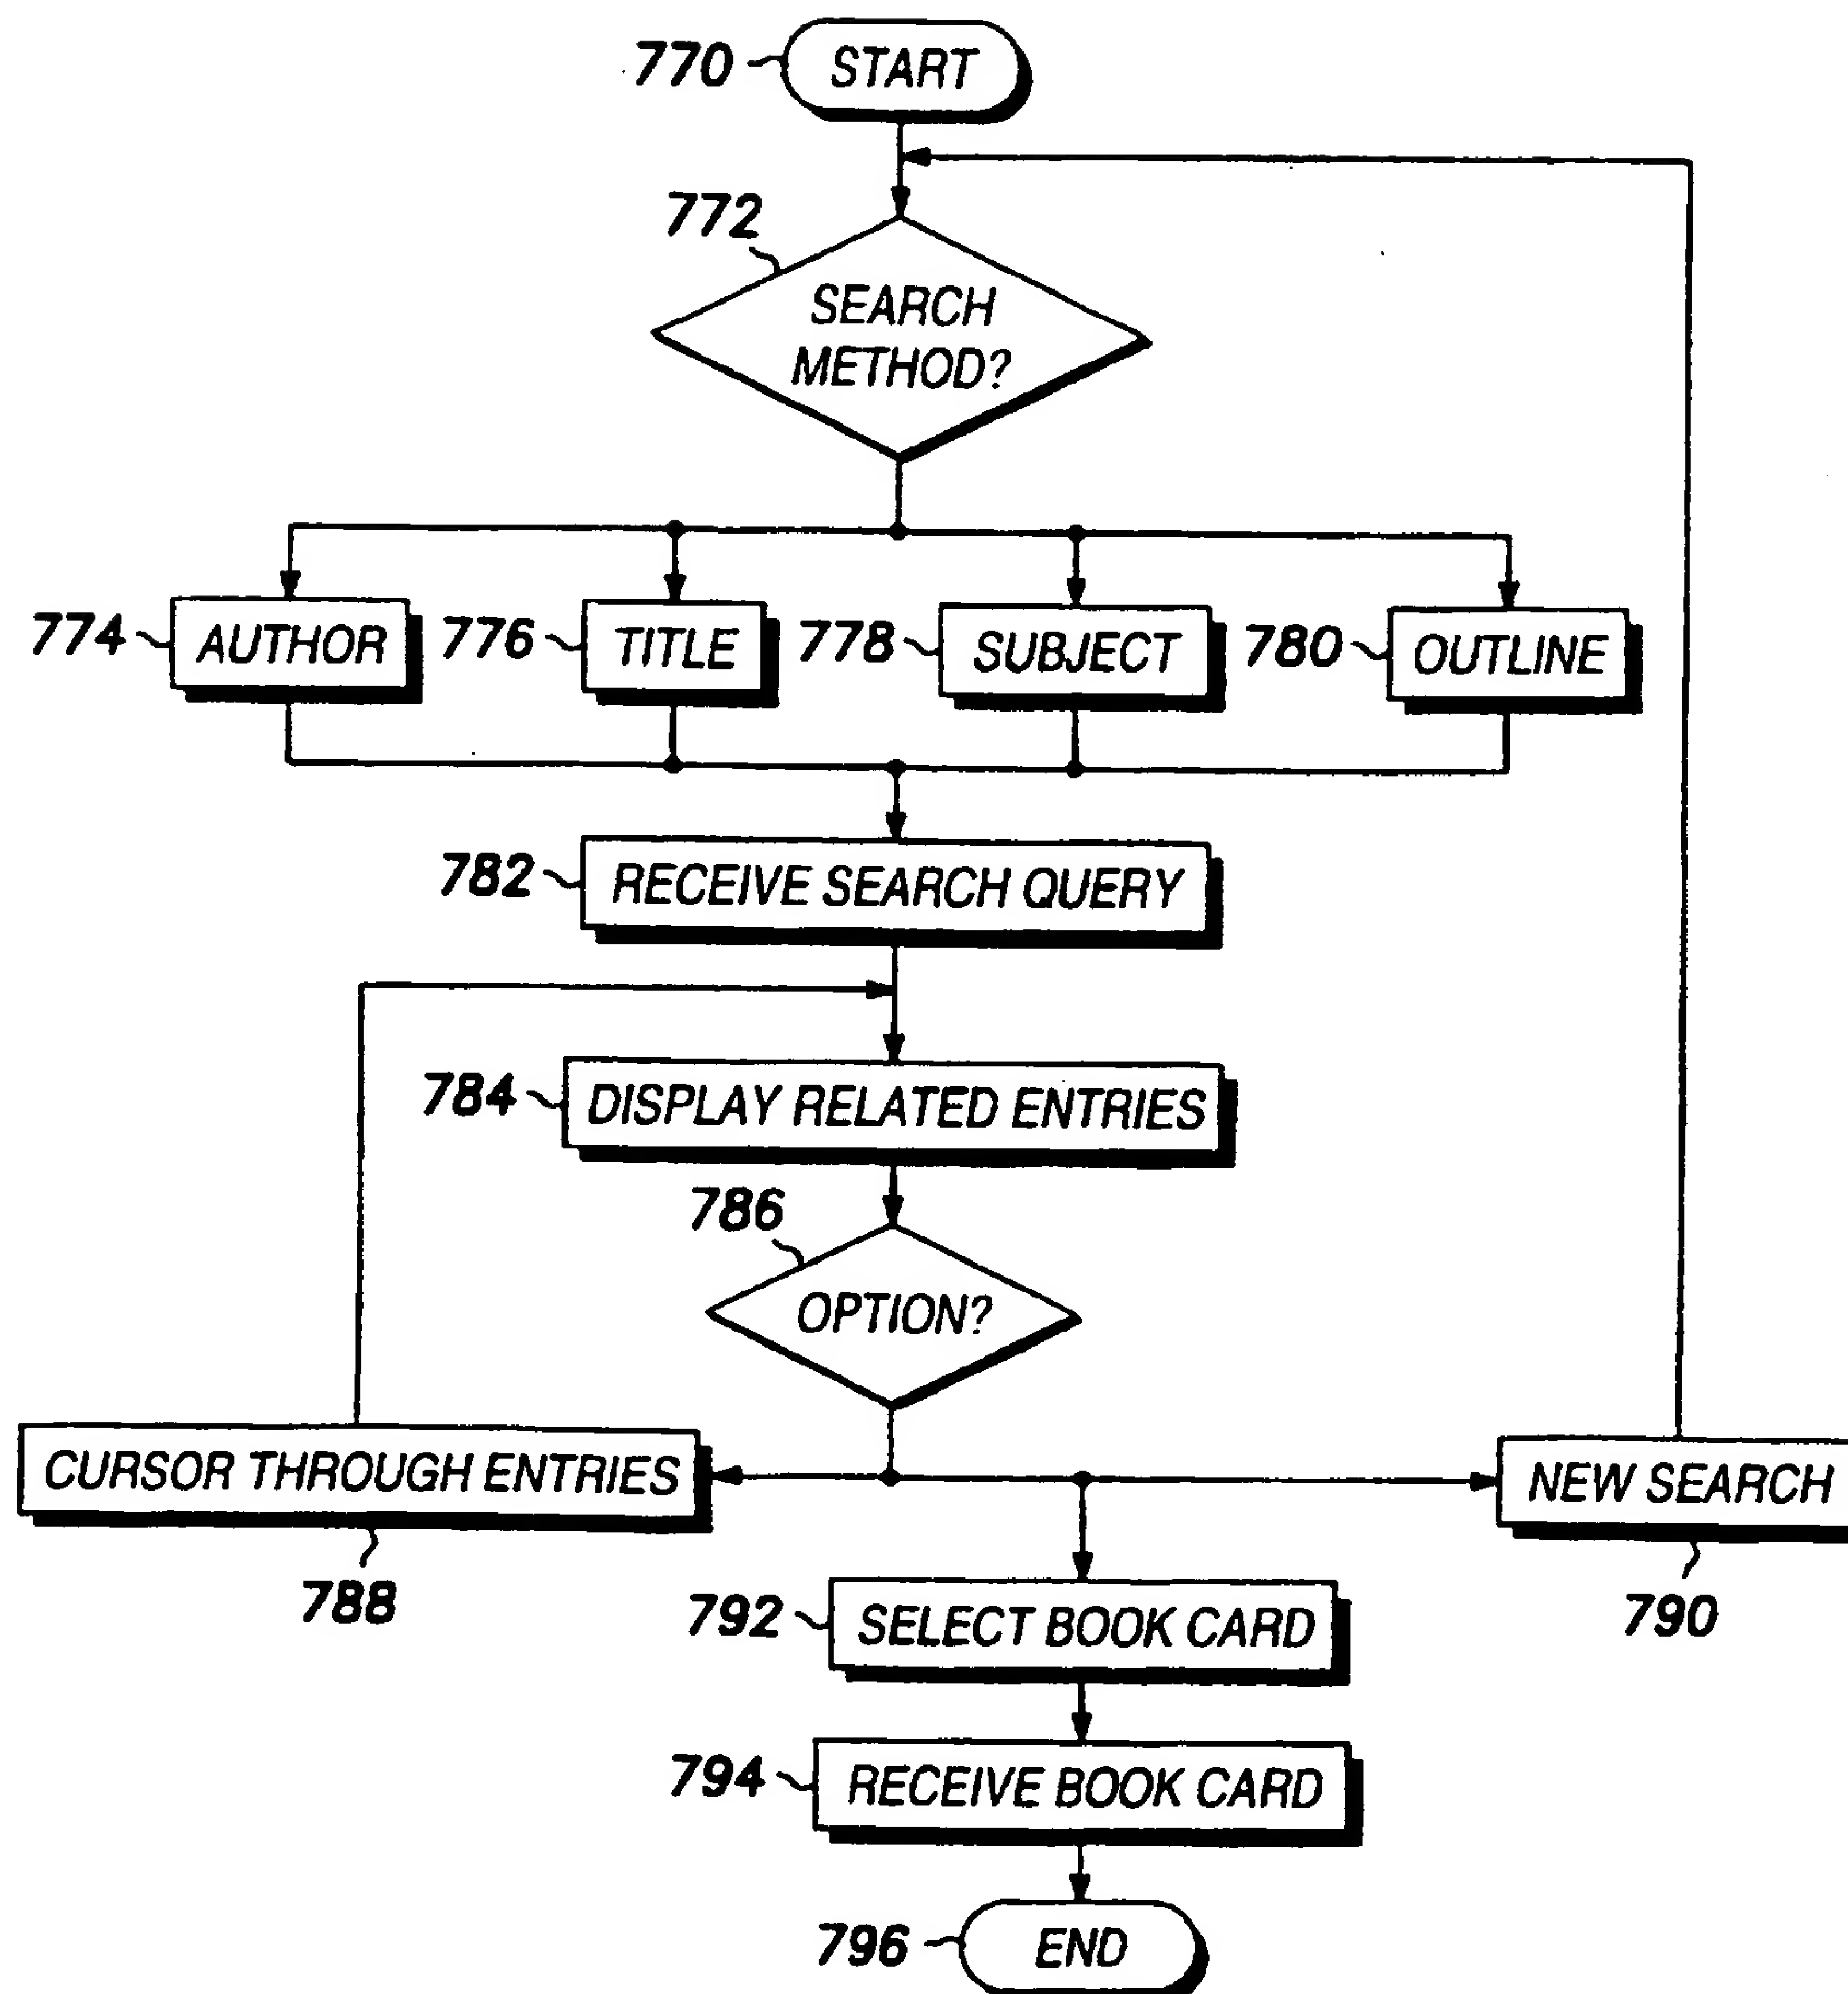 770 START
772
SEARCH
METHOD?
774 AUTHOR 776 TITLE 778 SUBJECT 780 OUTLINE
782 RECEIVE SEARCH QUERY
784 DISPLAY RELATED ENTRIES
786
OPTION?
CURSOR THROUGH ENTRIES NEW SEARCH
788 790
792 SELECT BOOK CARD
794 RECEIVE BOOK CARD
796 END